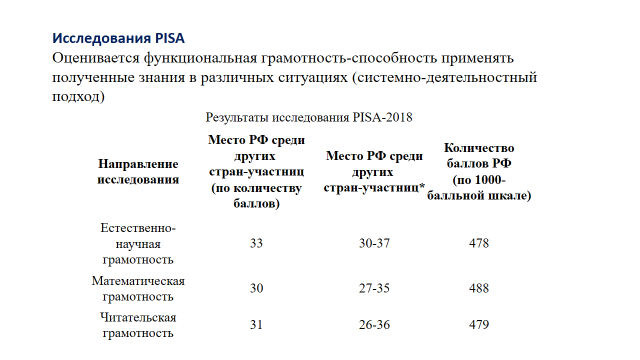 Исследования PISA
Оценивается функциональная грамотность-способность применять
полученные знания в различных ситуациях (системно-деятельностный
подход)
Результаты исследования PISA-2018
Направление
исследования
Место РФ среди
других
стран-участниц
(по количеству
баллов)
Место РФ среди
других
стран-участниц*
Количество
баллов РФ
(по 1000-
балльной шкале)
Естественно-
научная
грамотность
33
30-37
478
Математическая
грамотность
30
27-35
488
Читательская
грамотность
31
26-36
479